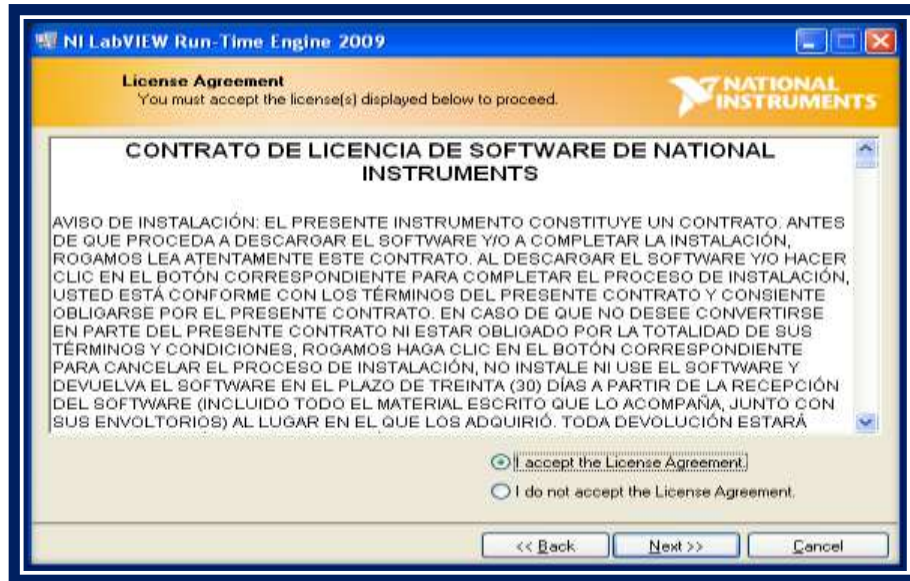 NI LabVIEW Run-Time Engine 2009
License Agreement
You must accept the license(s) displayed below to proceed.
NATIONAL
INSTRUMENTS
CONTRATO DE LICENCIA DE SOFTWARE DE NATIONAL
INSTRUMENTS
AVISO DE INSTALACIÓN: EL PRESENTE INSTRUMENTO CONSTITUYE UN CONTRATO. ANTES
DE QUE PROCEDA A DESCARGAR EL SOFTWARE Y/O A COMPLETAR LA INSTALACIÓN,
ROGAMOS LEA ATENTAMENTE ESTE CONTRATO. AL DESCARGAR EL SOFTWARE Y/O HACER
CLIC EN EL BOTÓN CORRESPONDIENTE PARA COMPLETAR EL PROCESO DE INSTALACIÓN,
USTED ESTÁ CONFORME CON LOS TÉRMINOS DEL PRESENTE CONTRATO Y CONSIENTE
OBLIGARSE POR EL PRESENTE CONTRATO. EN CASO DE QUE NO DESEE CONVERTIRSE
EN PARTE DEL PRESENTE CONTRATO NI ESTAR OBLIGADO POR LA TOTALIDAD DE SUS
TÉRMINOS Y CONDICIONES, ROGAMOS HAGA CLIC EN EL BOTÓN CORRESPONDIENTE
PARA CANCELAR EL PROCESO DE INSTALACIÓN, NO INSTALE NI USE EL SOFTWARE Y
DEVUELVA EL SOFTWARE EN EL PLAZO DE TREINTA (30) DÍAS A PARTIR DE LA RECEPCIÓN
DEL SOFTWARE (INCLUIDO TODO EL MATERIAL ESCRITO QUE LO ACOMPAÑA, JUNTO CON
SUS ENVOLTORIOS) AL LUGAR EN EL QUE LOS ADQUIRIÓ. TODA DEVOLUCIÓN ESTARÁ
I accept the License Agreement.
I do not accept the License Agreement.
<< Back
Next >>
Cancel